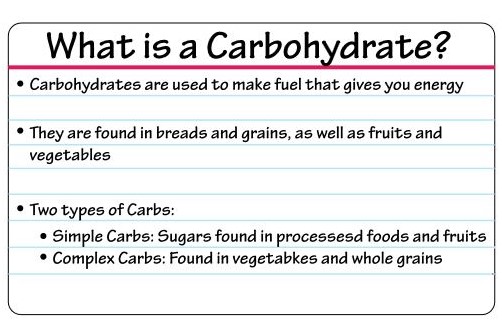 What is a Carbohydrate?
• Carbohydrates are used to make fuel that gives you energy
• They are found in breads and grains, as well as fruits and
vegetables
• Two types of Carbs:
• Simple Carbs: Sugars found in processesd foods and fruits
• Complex Carbs: Found in vegetabkes and whole grains